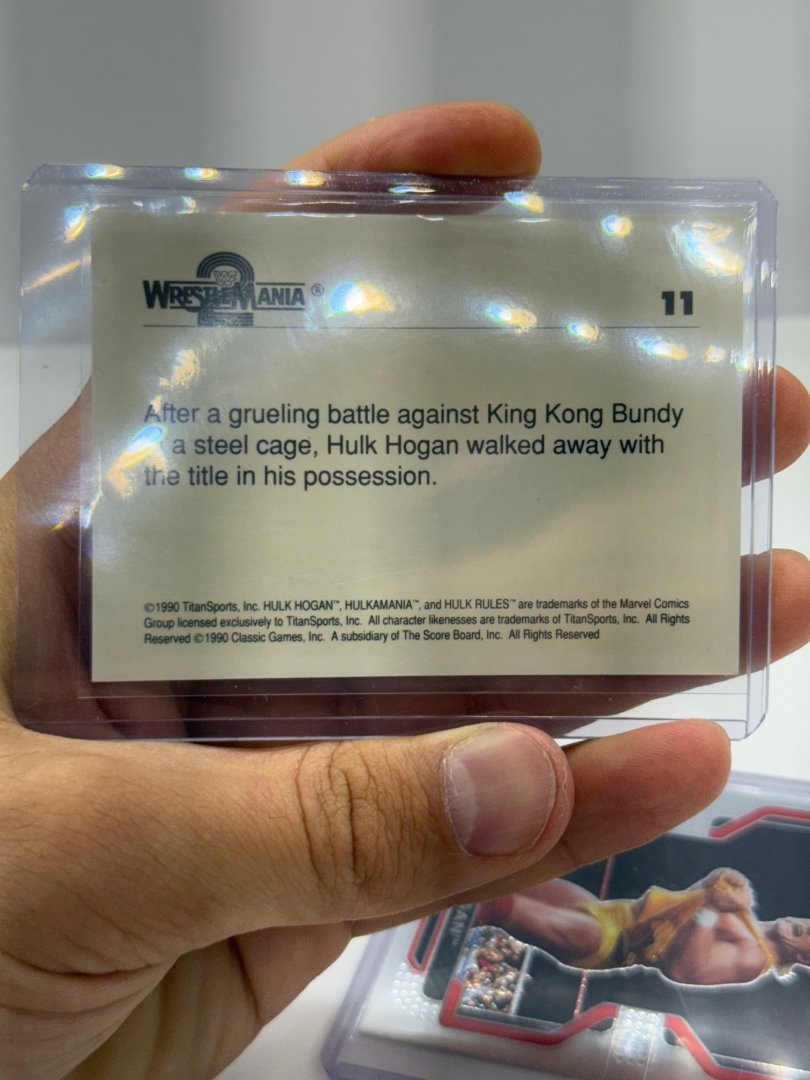 WRESTLEMANIA® 11
2
WF
After a grueling battle against King Kong Bundy
a steel cage, Hulk Hogan walked away with
the title in his possession.
©1990 TitanSports, Inc. HULK HOGAN™, HULKAMANIA™, and HULK RULES™ are trademarks of the Marvel Comics
Group licensed exclusively to TitanSports, Inc. All character likenesses are trademarks of TitanSports, Inc. All Rights
Reserved ©1990 Classic Games, Inc. A subsidiary of The Score Board, Inc. All Rights Reserved
AN™